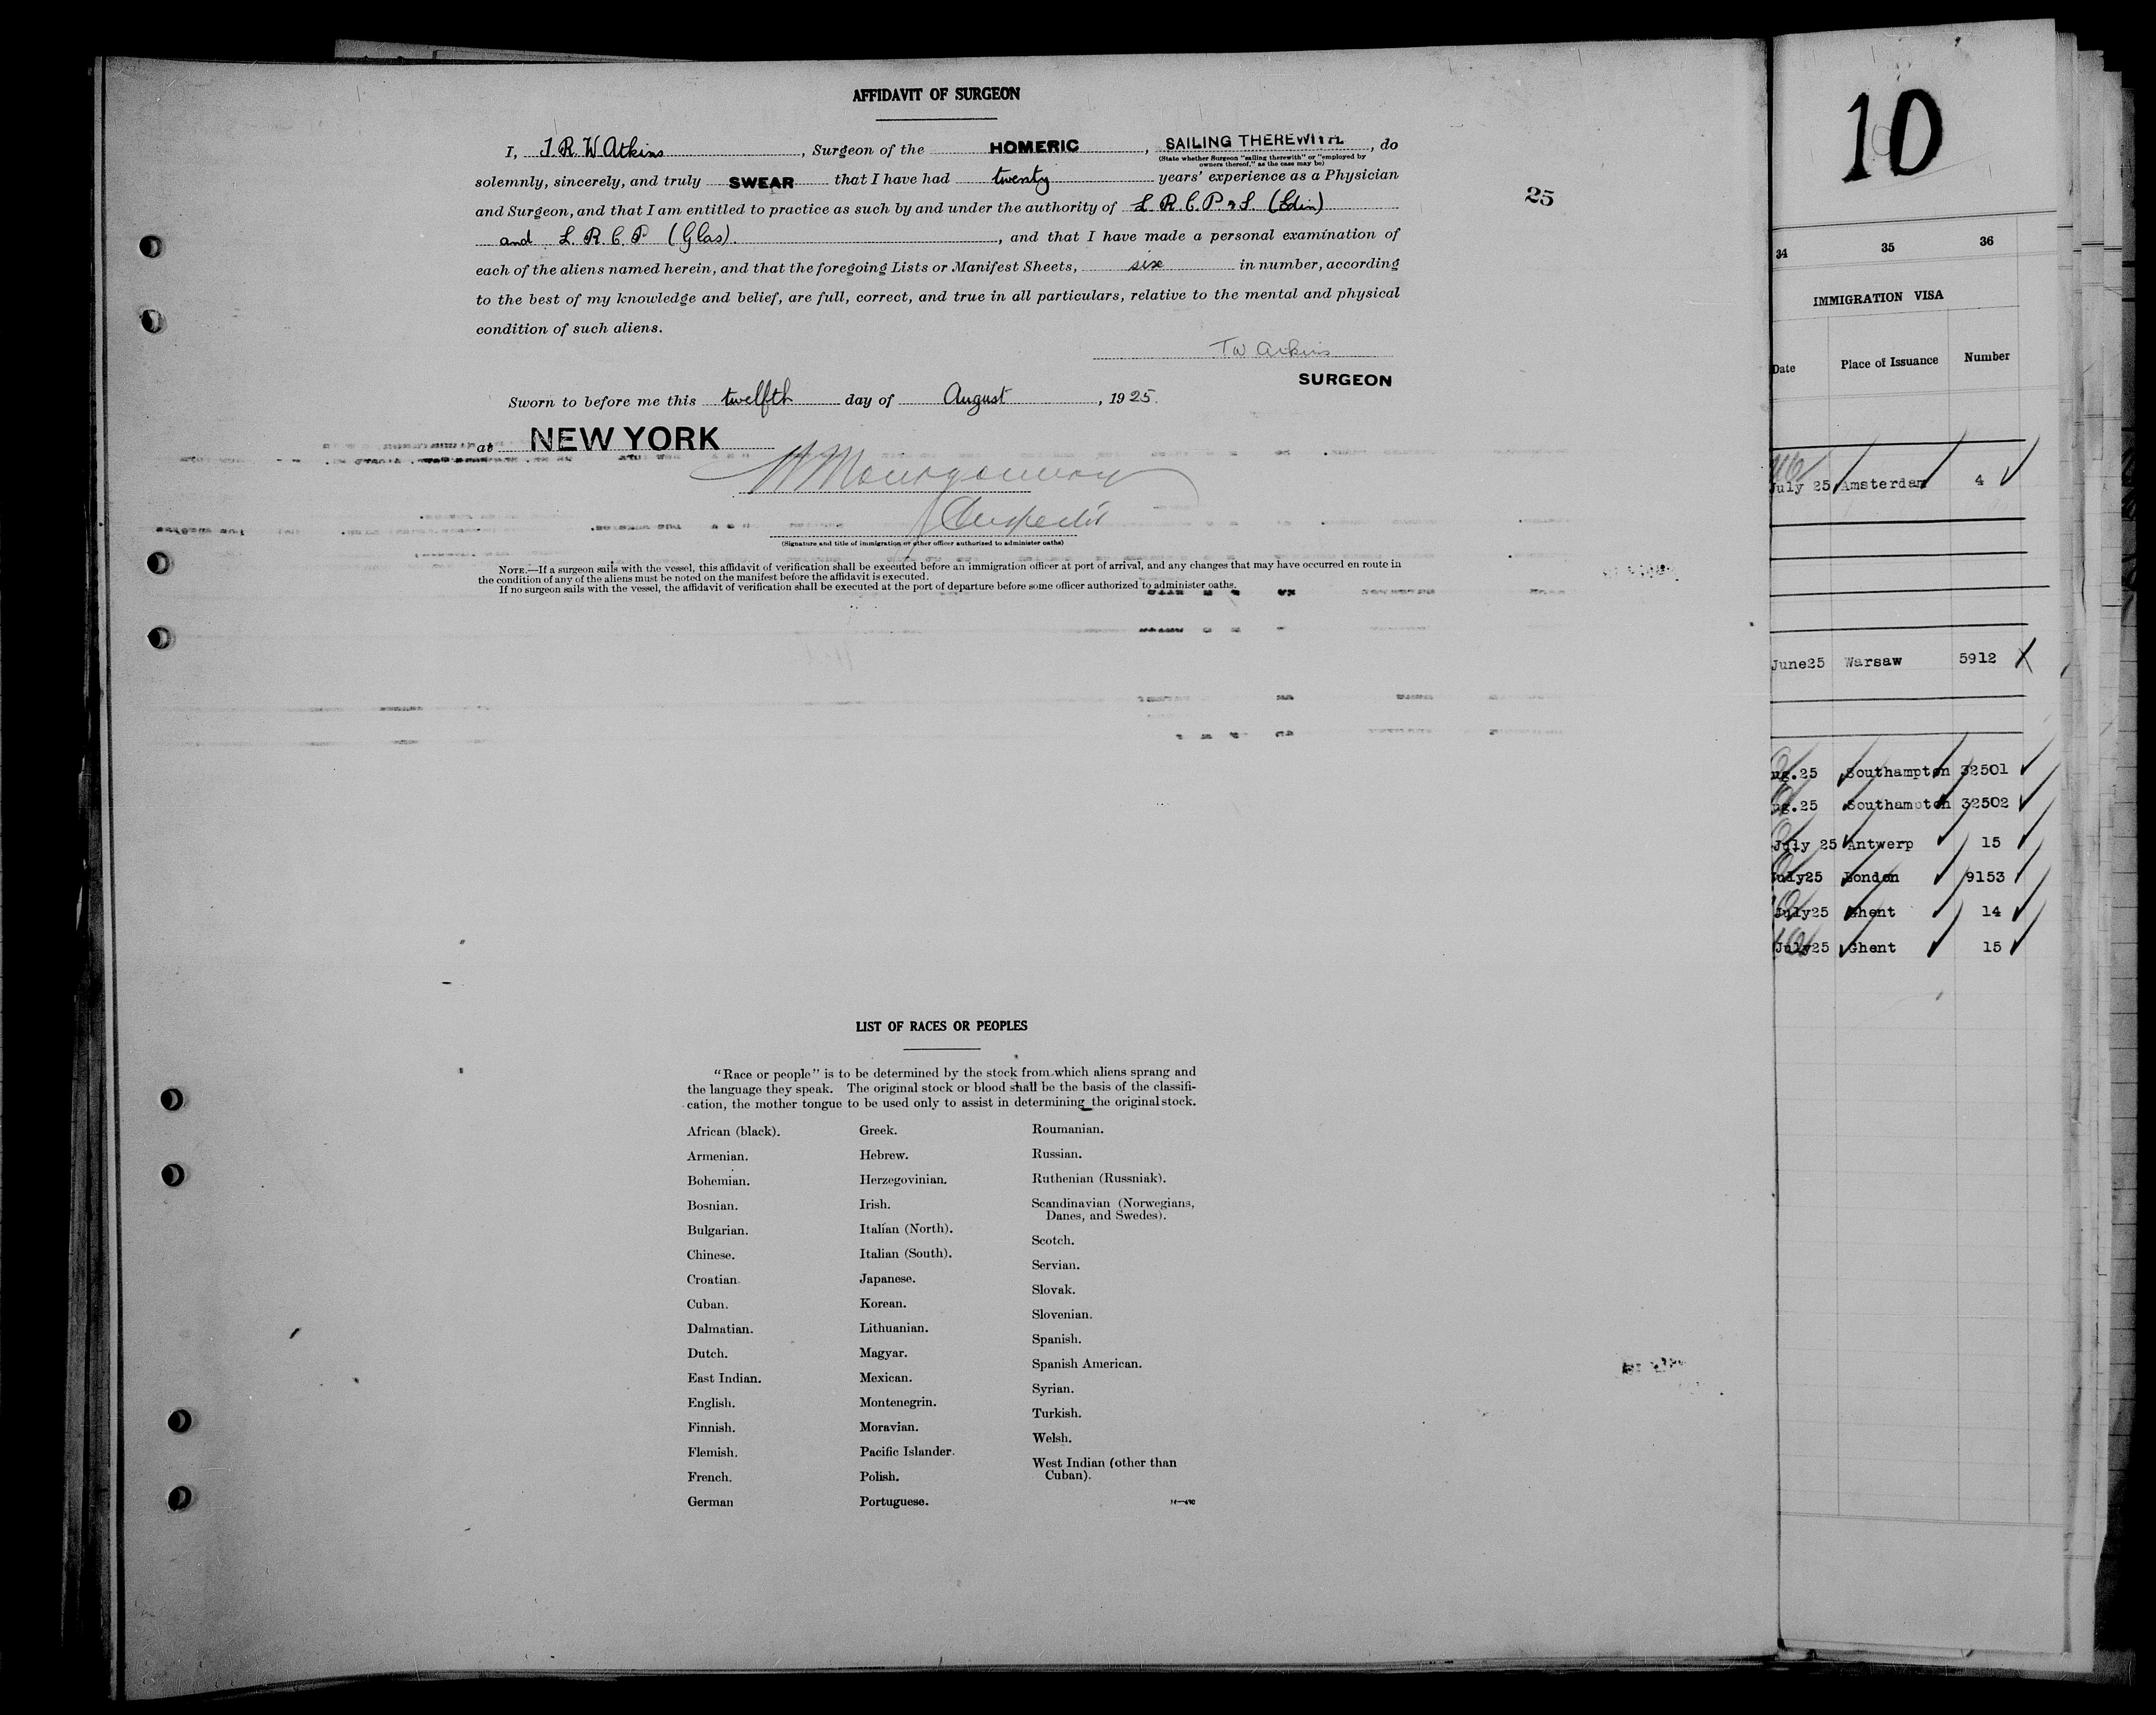 AFFIDAVIT OF SURGEON
I, T. R. W Atkins, Surgeon of the HOMERIC, SAILING THEREWITH, do
(State whether Surgeon "sailing therewith" or "employed by
owners thereof," as the case may be)
solemnly, sincerely, and truly SWEAR that I have had twenty years' experience as a Physician
and Surgeon, and that I am entitled to practice as such by and under the authority of L. R. C. P & S. (Edin)
and L. R. C. P (Glas)., and that I have made a personal examination of
each of the aliens named herein, and that the foregoing Lists or Manifest Sheets, six in number, according
to the best of my knowledge and belief, are full, correct, and true in all particulars, relative to the mental and physical
condition of such aliens.
TW Atkins
SURGEON
Sworn to before me this twelfth day of August, 1925.
at NEW YORK
Montgomery
Inspector
(Signature and title of immigration or other officer authorized to administer oaths)
NOTE.—If a surgeon sails with the vessel, this affidavit of verification shall be executed before an immigration officer at port of arrival, and any changes that may have occurred en route in
the condition of any of the aliens must be noted on the manifest before the affidavit is executed.
If no surgeon sails with the vessel, the affidavit of verification shall be executed at the port of departure before some officer authorized to administer oaths.
25
LIST OF RACES OR PEOPLES
"Race or people" is to be determined by the stock from which aliens sprang and
the language they speak. The original stock or blood shall be the basis of the classifi-
cation, the mother tongue to be used only to assist in determining the original stock.
African (black).
Armenian.
Bohemian.
Bosnian.
Bulgarian.
Chinese.
Croatian.
Cuban.
Dalmatian.
Dutch.
East Indian.
English.
Finnish.
Flemish.
French.
German
Greek.
Hebrew.
Herzegovinian.
Irish.
Italian (North).
Italian (South).
Japanese.
Korean.
Lithuanian.
Magyar.
Mexican.
Montenegrin.
Moravian.
Pacific Islander.
Polish.
Portuguese.
Roumanian.
Russian.
Ruthenian (Russniak).
Scandinavian (Norwegians,
Danes, and Swedes).
Scotch.
Servian.
Slovak.
Slovenian.
Spanish.
Spanish American.
Syrian.
Turkish.
Welsh.
West Indian (other than
Cuban).
10
34 35 36
IMMIGRATION VISA
Date Place of Issuance Number
July 25 Amsterdam 4
June25 Warsaw 5912
ug.25 Southampton 32501
ug.25 Southampton 32502
July 25 Antwerp 15
July25 London 9153
July25 Ghent 14
July25 Ghent 15